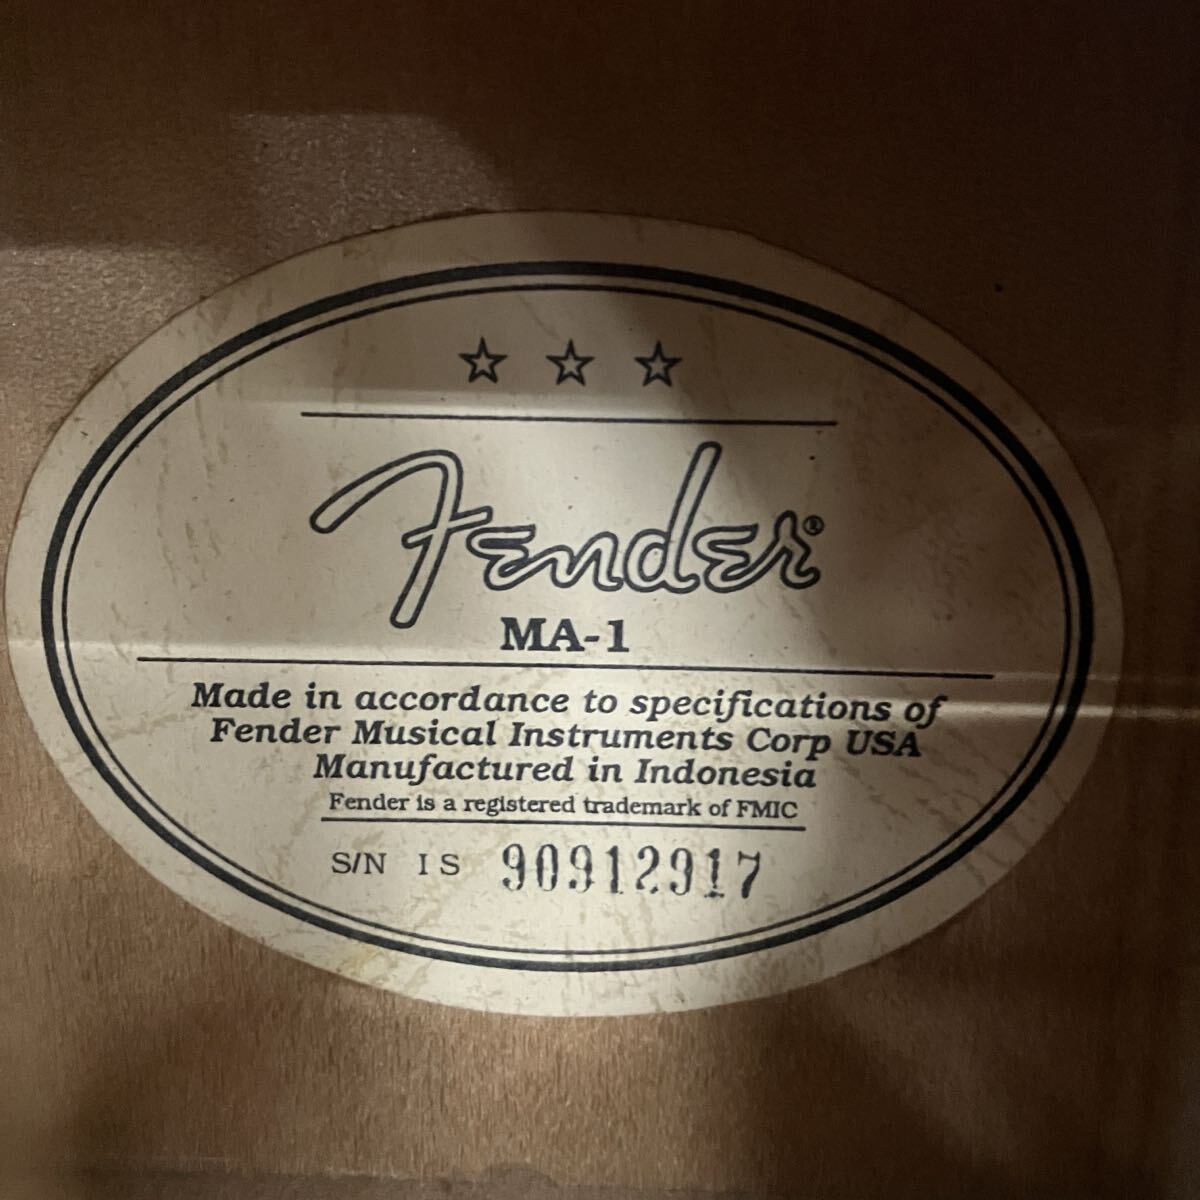 ☆ ☆ ☆
Fender®
MA-1
Made in accordance to specifications of
Fender Musical Instruments Corp USA
Manufactured in Indonesia
Fender is a registered trademark of FMIC
S/N I S 90912917